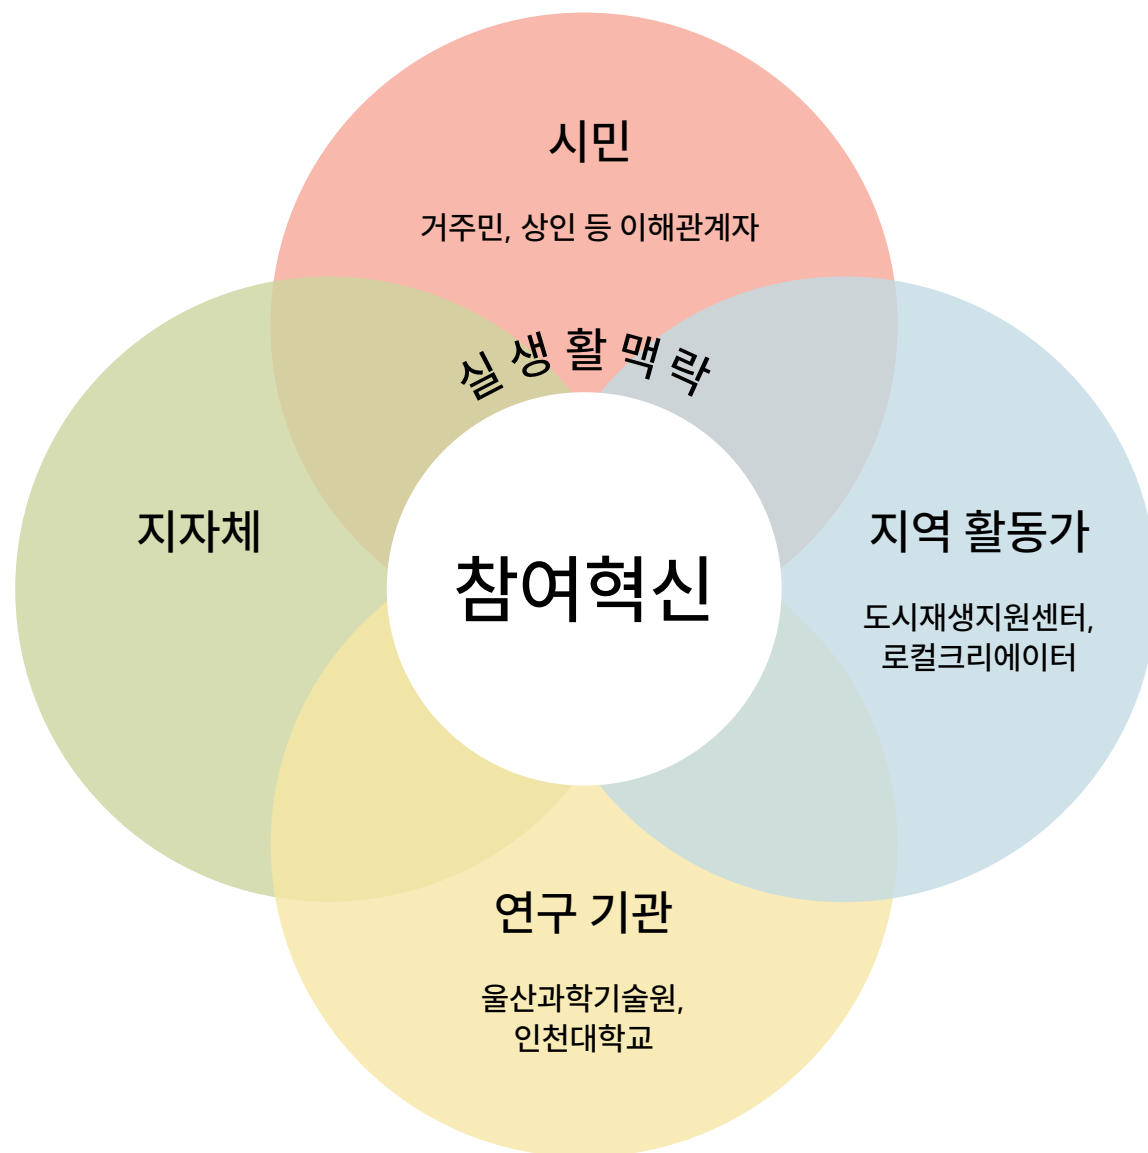 시민
거주민, 상인 등 이해관계자
실생활맥락
지자체
참여혁신
지역 활동가
도시재생지원센터,
로컬크리에이터
연구 기관
울산과학기술원,
인천대학교